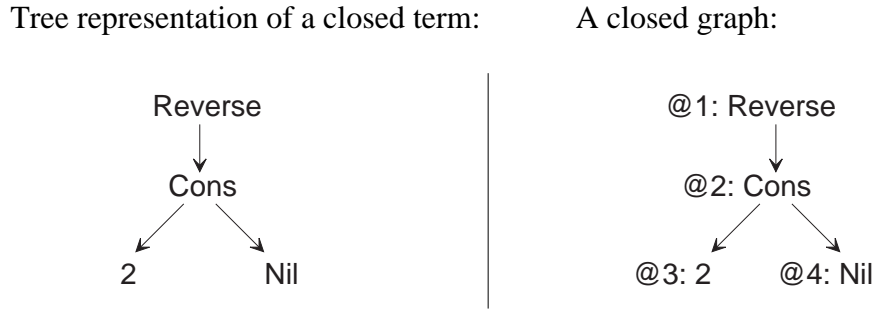 Tree representation of a closed term:
A closed graph:
Reverse
Cons
2
Nil
@1: Reverse
@2: Cons
@3: 2
@4: Nil